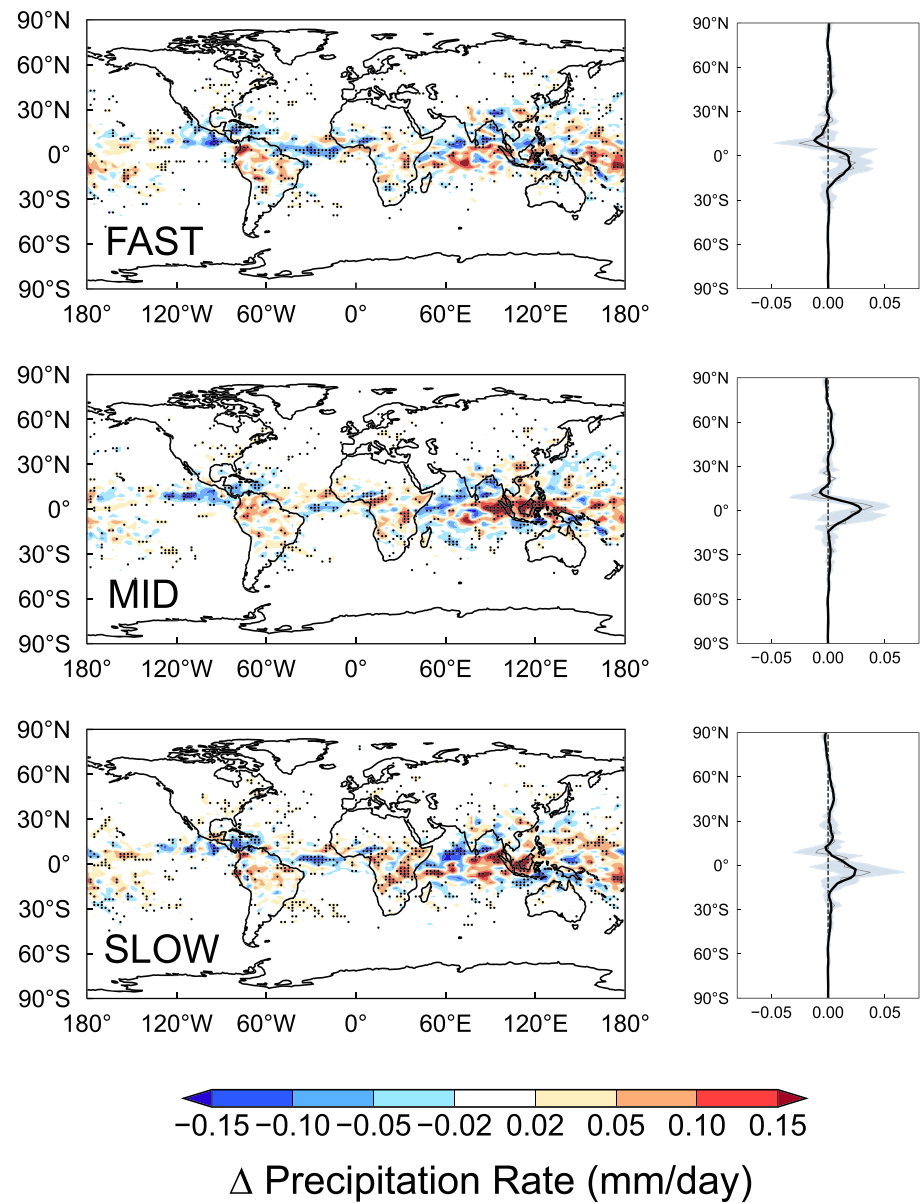 90°N
60°N
30°N
0°
30°S
60°S
90°S
FAST
180° 120°W 60°W 0° 60°E 120°E 180°
90°N
60°N
30°N
0°
30°S
60°S
90°S
−0.05 0.00 0.05
90°N
60°N
30°N
0°
30°S
60°S
90°S
MID
180° 120°W 60°W 0° 60°E 120°E 180°
90°N
60°N
30°N
0°
30°S
60°S
90°S
−0.05 0.00 0.05
90°N
60°N
30°N
0°
30°S
60°S
90°S
SLOW
180° 120°W 60°W 0° 60°E 120°E 180°
90°N
60°N
30°N
0°
30°S
60°S
90°S
−0.05 0.00 0.05
−0.15 −0.10 −0.05 −0.02 0.02 0.05 0.10 0.15
Δ Precipitation Rate (mm/day)